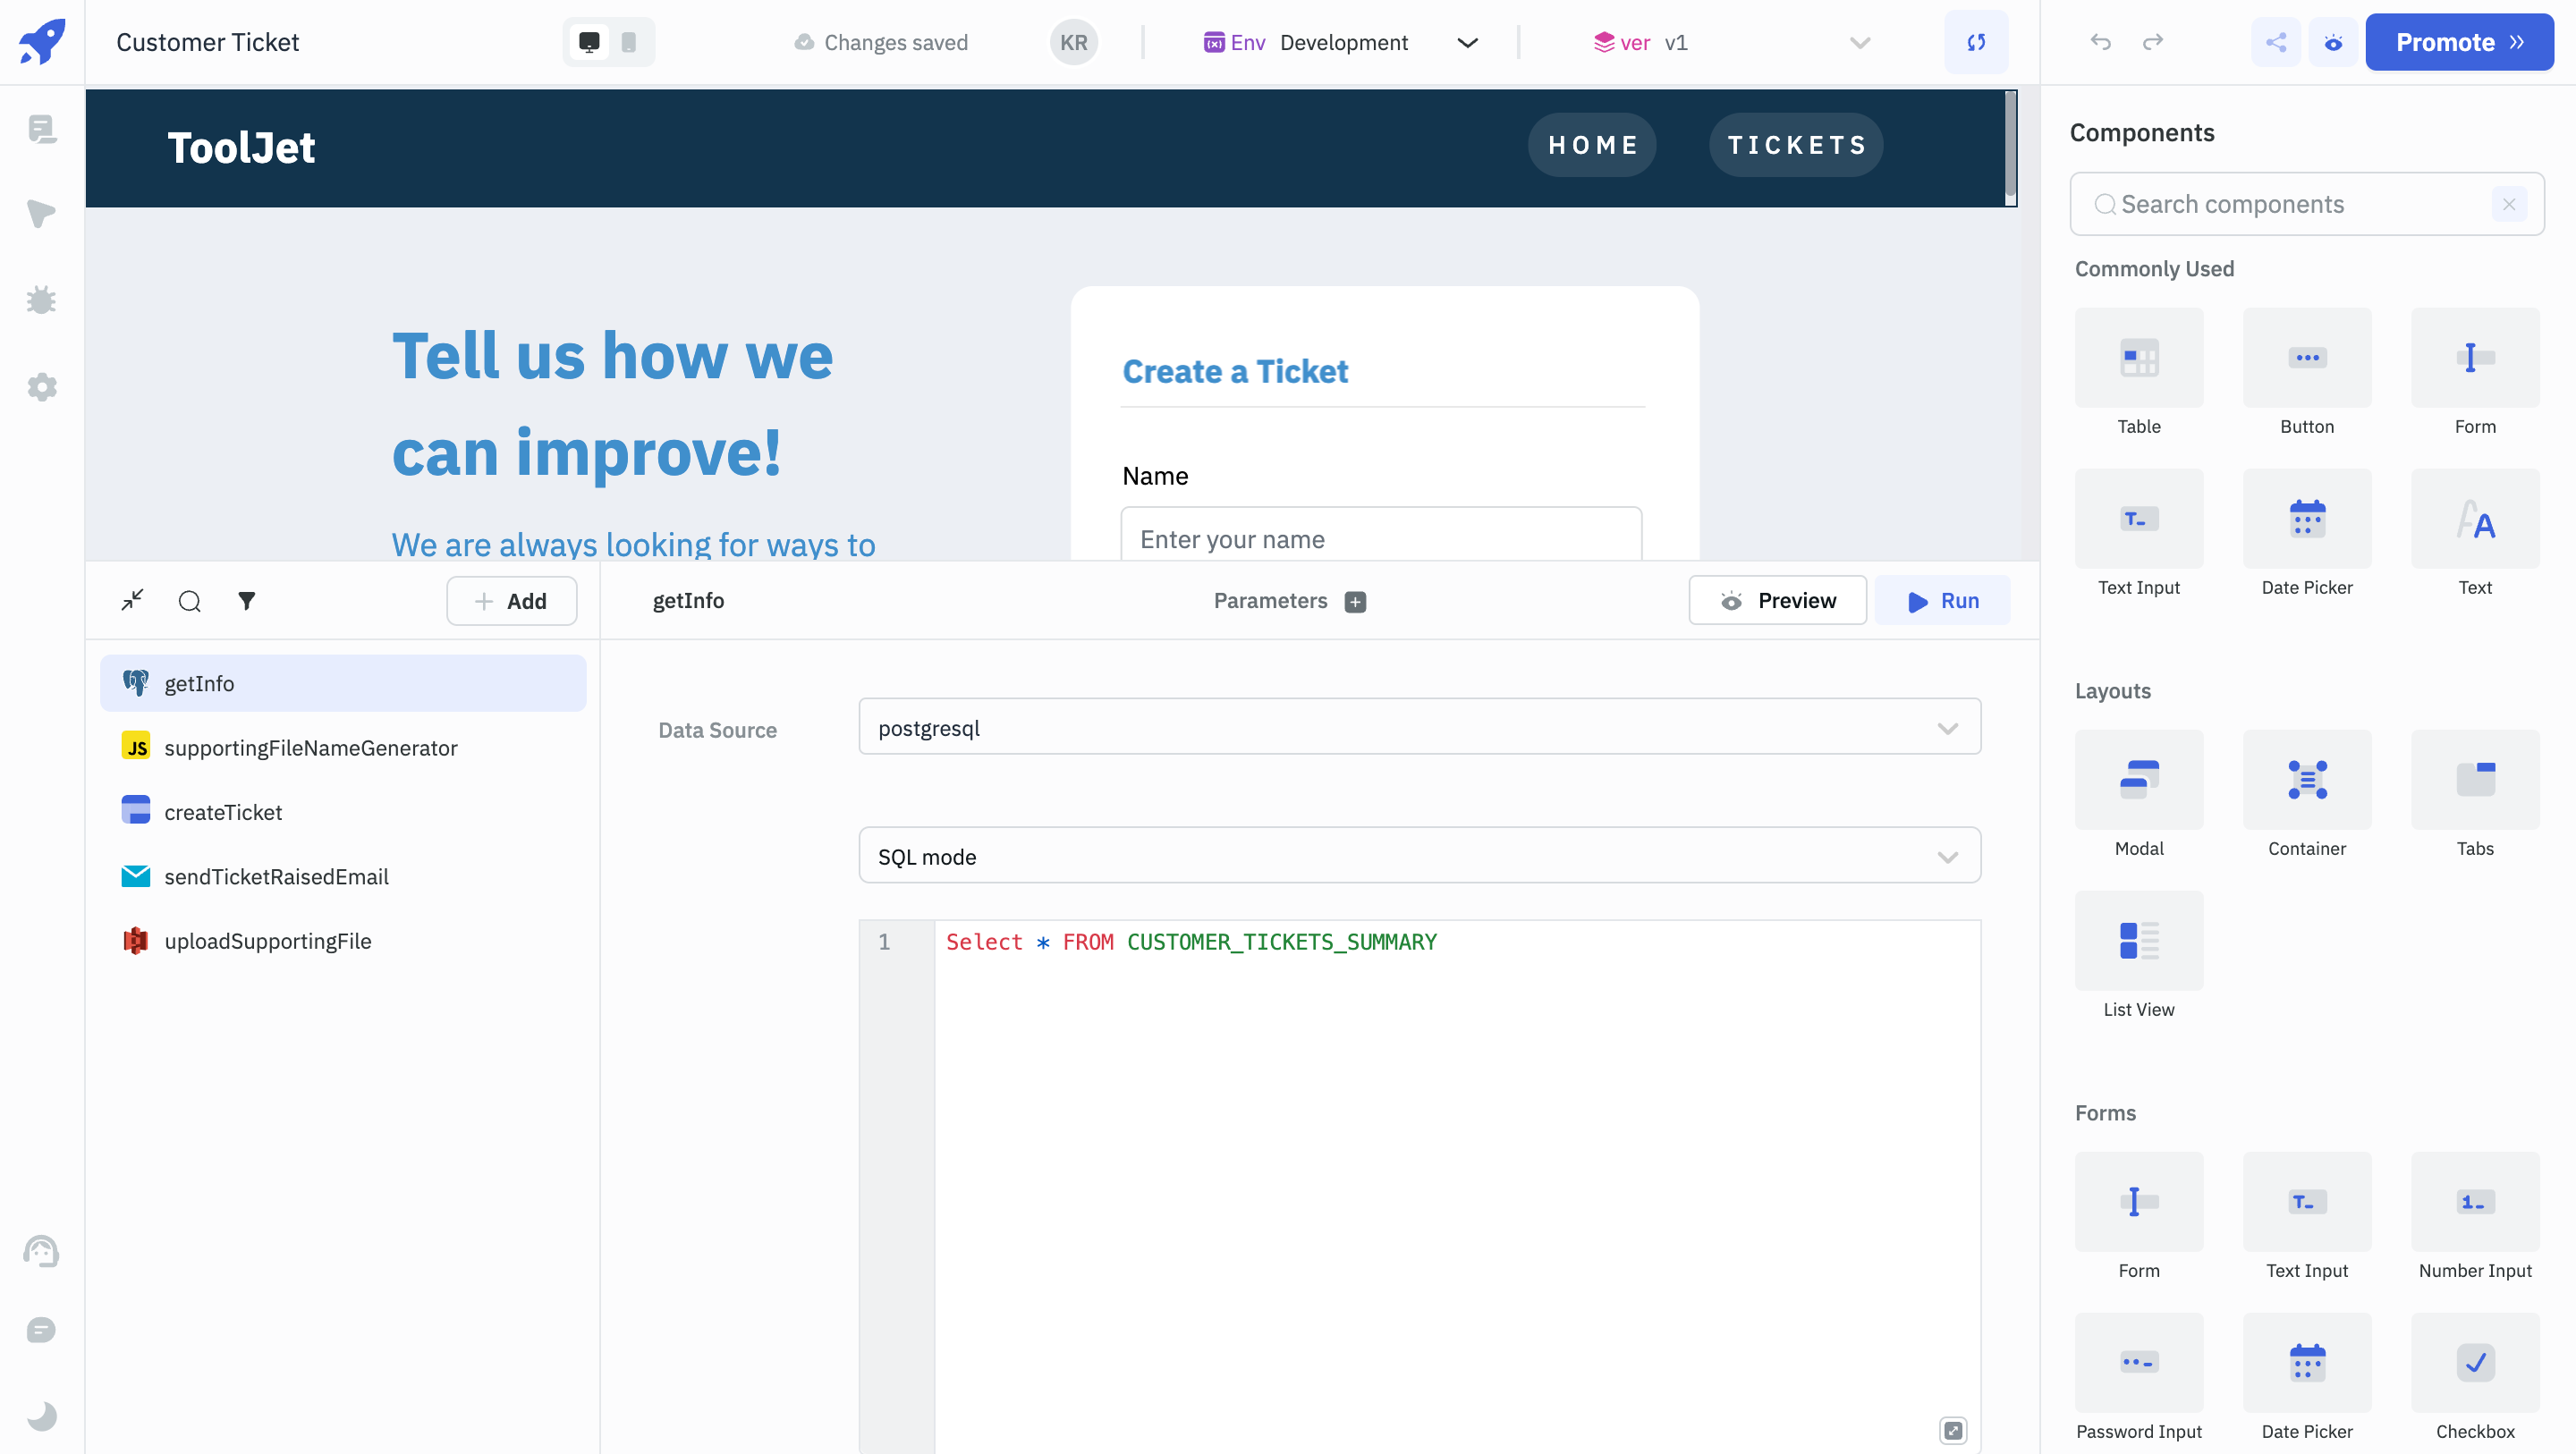 Customer Ticket
Changes saved
KR
Env Development
ver v1
Promote
ToolJet
HOME
TICKETS
Tell us how we
can improve!
We are always looking for ways to
Create a Ticket
Name
Enter your name
Add
getInfo
Parameters
Preview
Run
getInfo
JS supportingFileNameGenerator
createTicket
sendTicketRaisedEmail
uploadSupportingFile
Data Source
postgresql
SQL mode
1 Select * FROM CUSTOMER_TICKETS_SUMMARY
Components
Search components
Commonly Used
Table Button Form
Text Input Date Picker Text
Layouts
Modal Container Tabs
List View
Forms
Form Text Input Number Input
Password Input Date Picker Checkbox